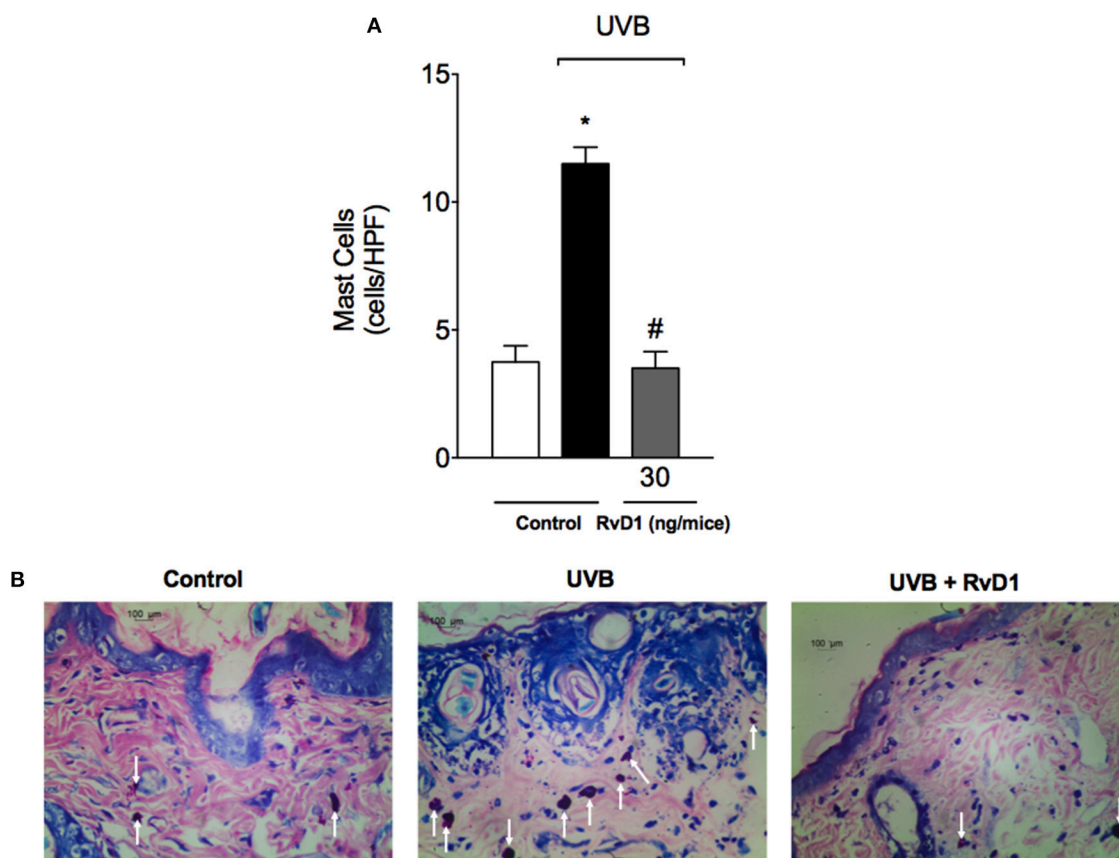 A
UVB
15
*
10
#
5
0
Mast Cells
(cells/HPF)
30
Control RvD1 (ng/mice)
B
Control UVB UVB + RvD1
100 µm 100 µm 100 µm